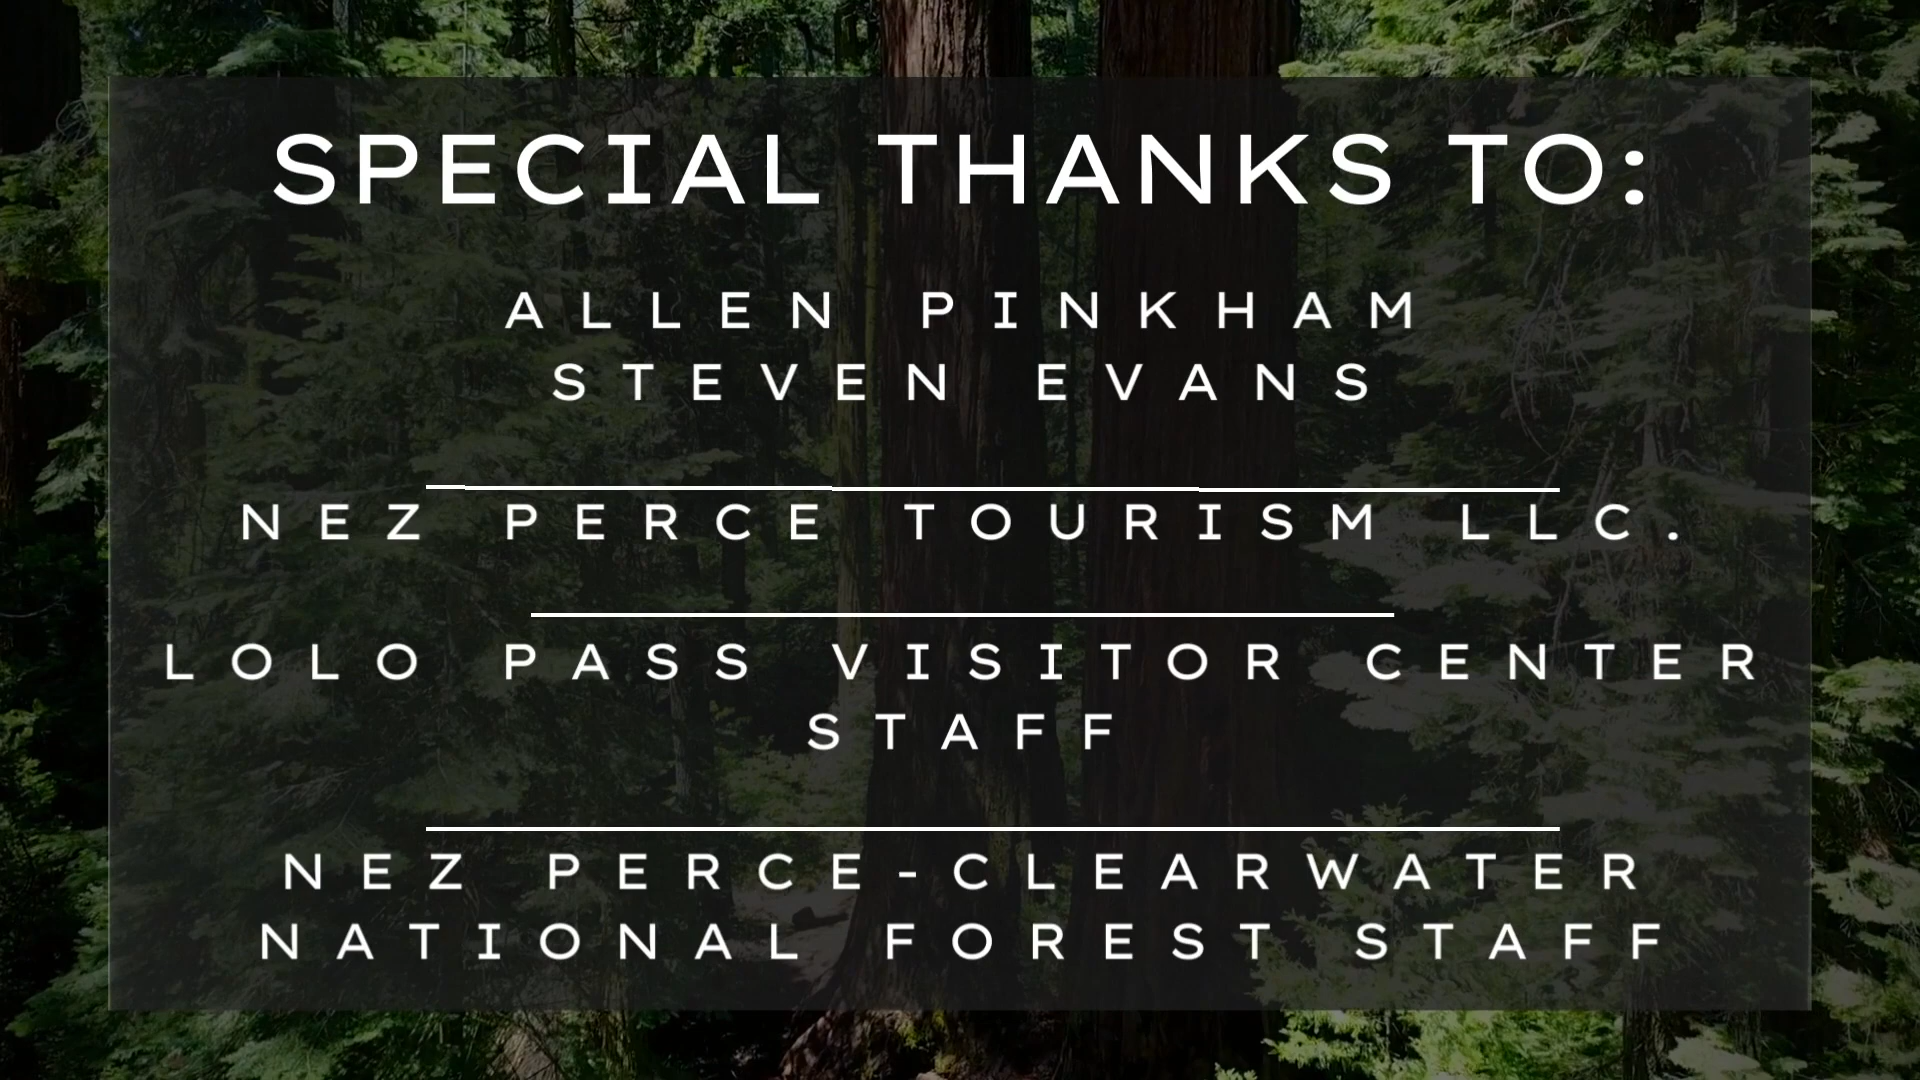 SPECIAL THANKS TO:
ALLEN PINKHAM
STEVEN EVANS
NEZ PERCE TOURISM LLC.
LOLO PASS VISITOR CENTER
STAFF
NEZ PERCE-CLEARWATER
NATIONAL FOREST STAFF